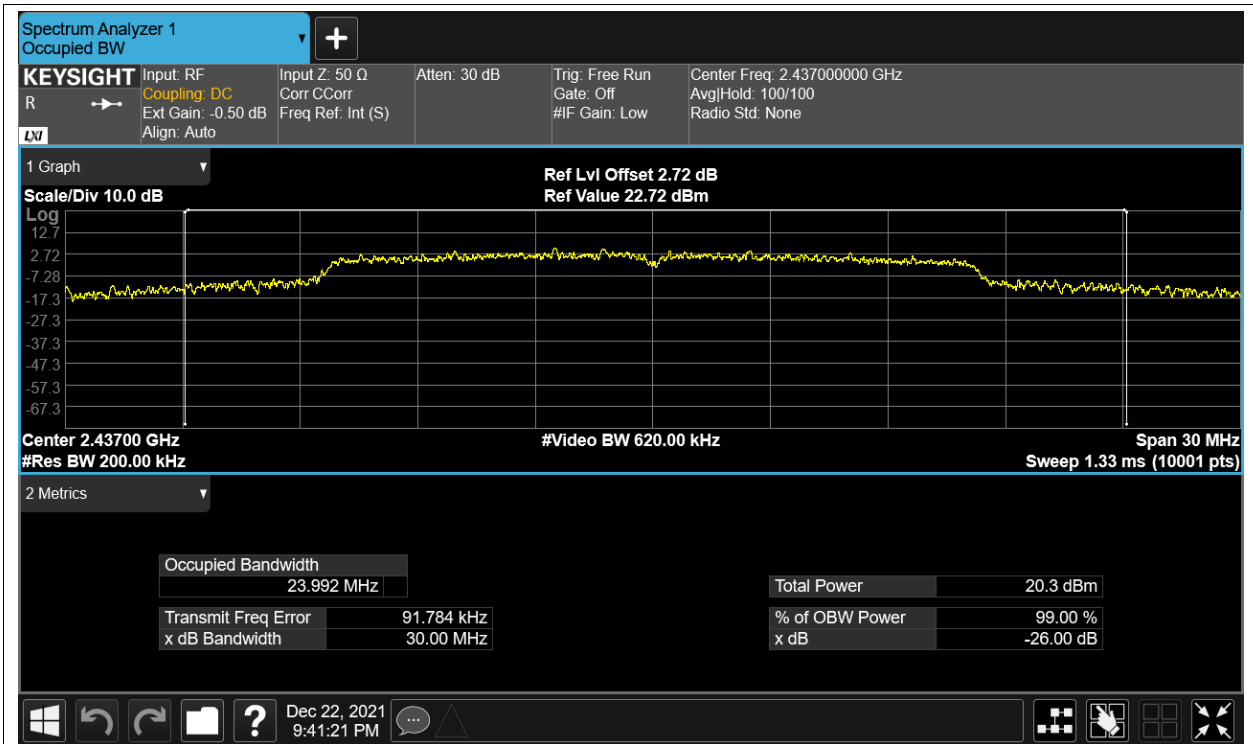 Spectrum Analyzer 1
Occupied BW
KEYSIGHT
R
LXI
Input: RF
Coupling: DC
Ext Gain: -0.50 dB
Align: Auto
Input Z: 50 Ω
Corr CCorr
Freq Ref: Int (S)
Atten: 30 dB
Trig: Free Run
Gate: Off
#IF Gain: Low
Center Freq: 2.437000000 GHz
Avg|Hold: 100/100
Radio Std: None
1 Graph
Scale/Div 10.0 dB
Ref Lvl Offset 2.72 dB
Ref Value 22.72 dBm
Log
12.7
2.72
-7.28
-17.3
-27.3
-37.3
-47.3
-57.3
-67.3
Center 2.43700 GHz
#Res BW 200.00 kHz
#Video BW 620.00 kHz
Span 30 MHz
Sweep 1.33 ms (10001 pts)
2 Metrics
Occupied Bandwidth
23.992 MHz
Transmit Freq Error 91.784 kHz
x dB Bandwidth 30.00 MHz
Total Power 20.3 dBm
% of OBW Power 99.00 %
x dB -26.00 dB
?
Dec 22, 2021
9:41:21 PM